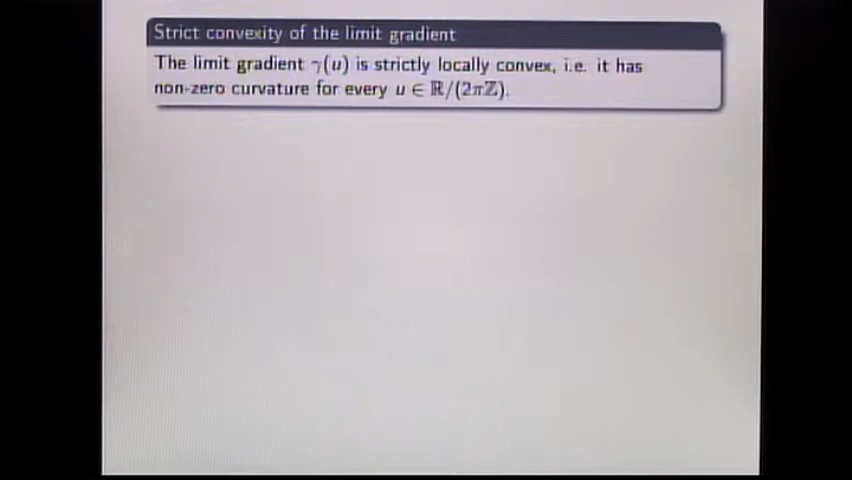 Strict convexity of the limit gradient
The limit gradient γ(u) is strictly locally convex, i.e. it has
non-zero curvature for every u ∈ ℝ/(2πℤ).